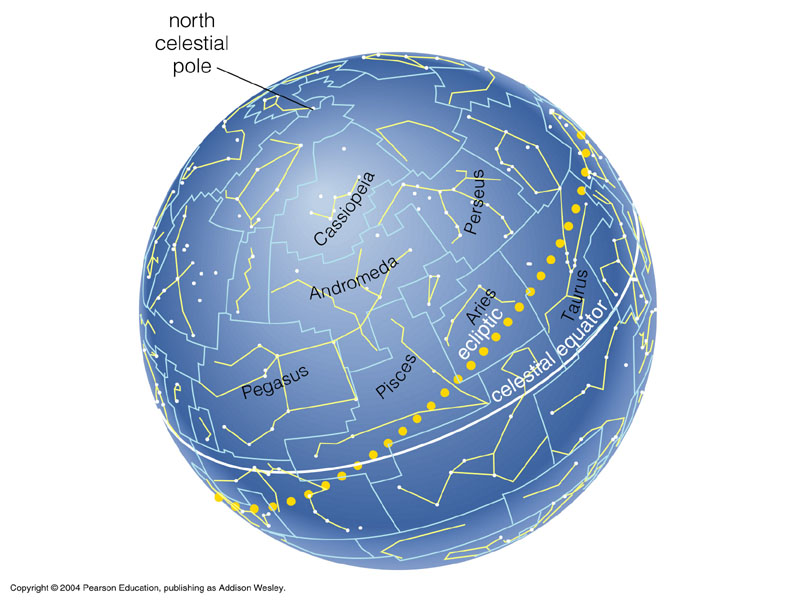 north
celestial
pole
Cassiopeia
Perseus
Andromeda
Aries
Taurus
ecliptic
celestial equator
Pisces
Pegasus
Copyright © 2004 Pearson Education, publishing as Addison Wesley.